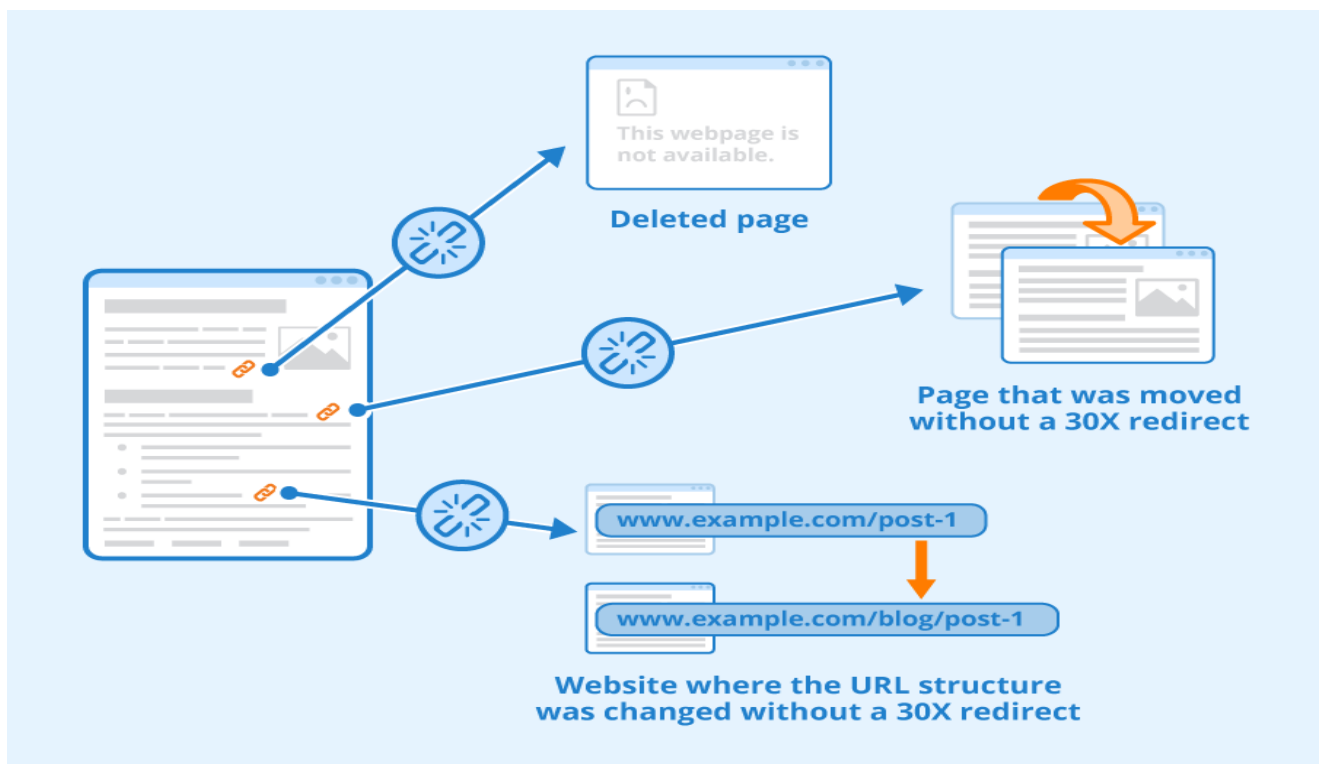 This webpage is
not available.
Deleted page
Page that was moved
without a 30X redirect
www.example.com/post-1
www.example.com/blog/post-1
Website where the URL structure
was changed without a 30X redirect